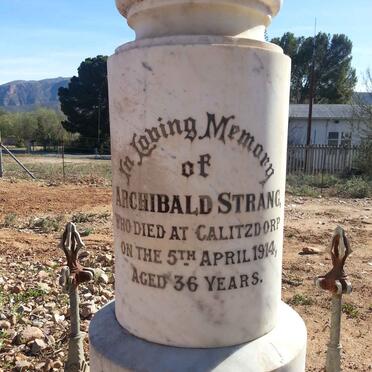 In Loving Memory
of
ARCHIBALD STRANG,
WHO DIED AT CALITZDORP
ON THE 5TH APRIL 1914,
AGED 36 YEARS.